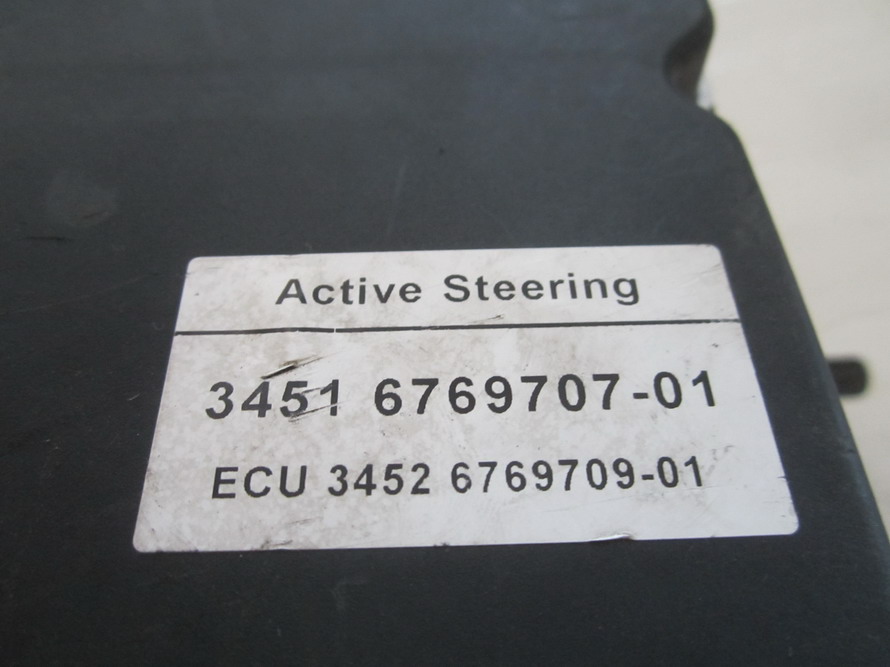 Active Steering
3451 6769707-01
ECU 3452 6769709-01